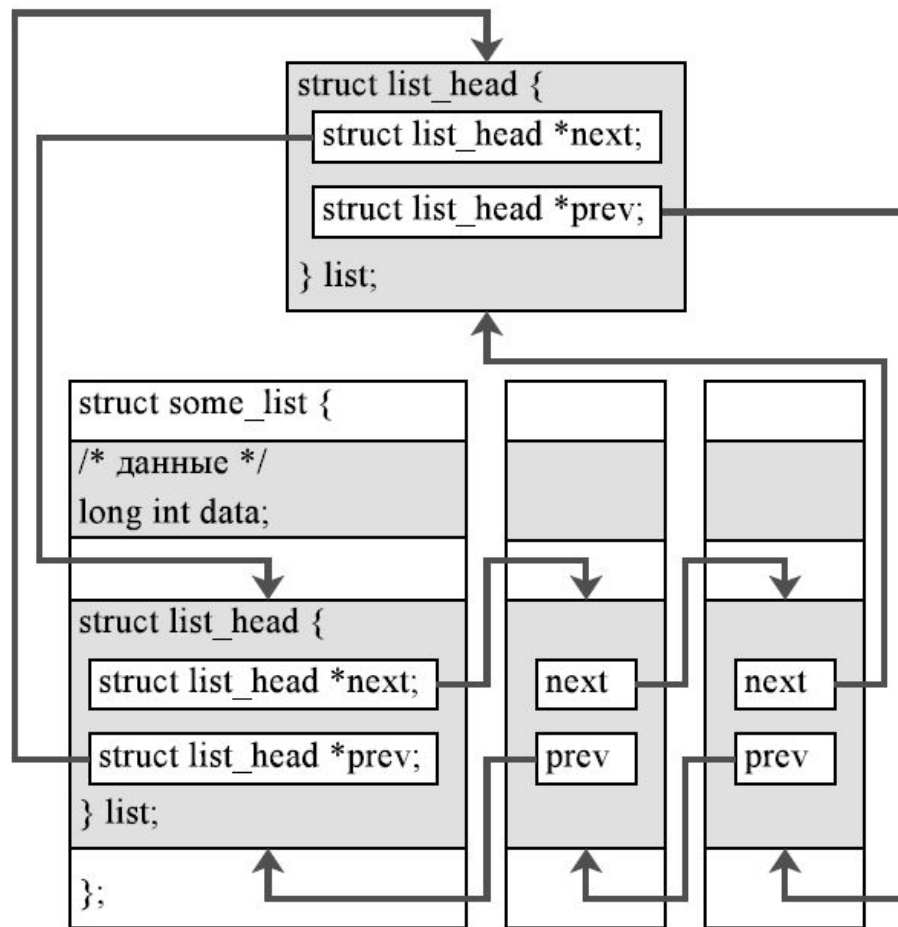 struct list_head {
struct list_head *next;
struct list_head *prev;
} list;
struct some_list {
/* данные */
long int data;
struct list_head {
struct list_head *next;
struct list_head *prev;
} list;
};
next
prev
next
prev